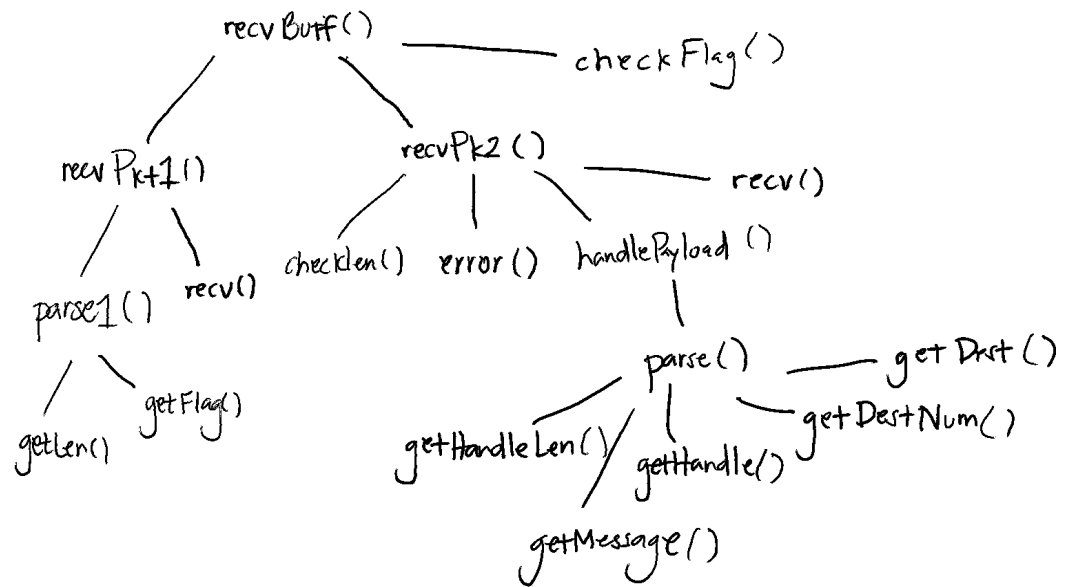 recvBuff()
checkFlag()
recvPkt1()
recvPk2()
recv()
checklen()
error()
handlePayload ()
parse1()
recv()
parse()
getDest()
getLen()
getFlag()
getHandleLen()
getHandle()
getDestNum()
getMessage()